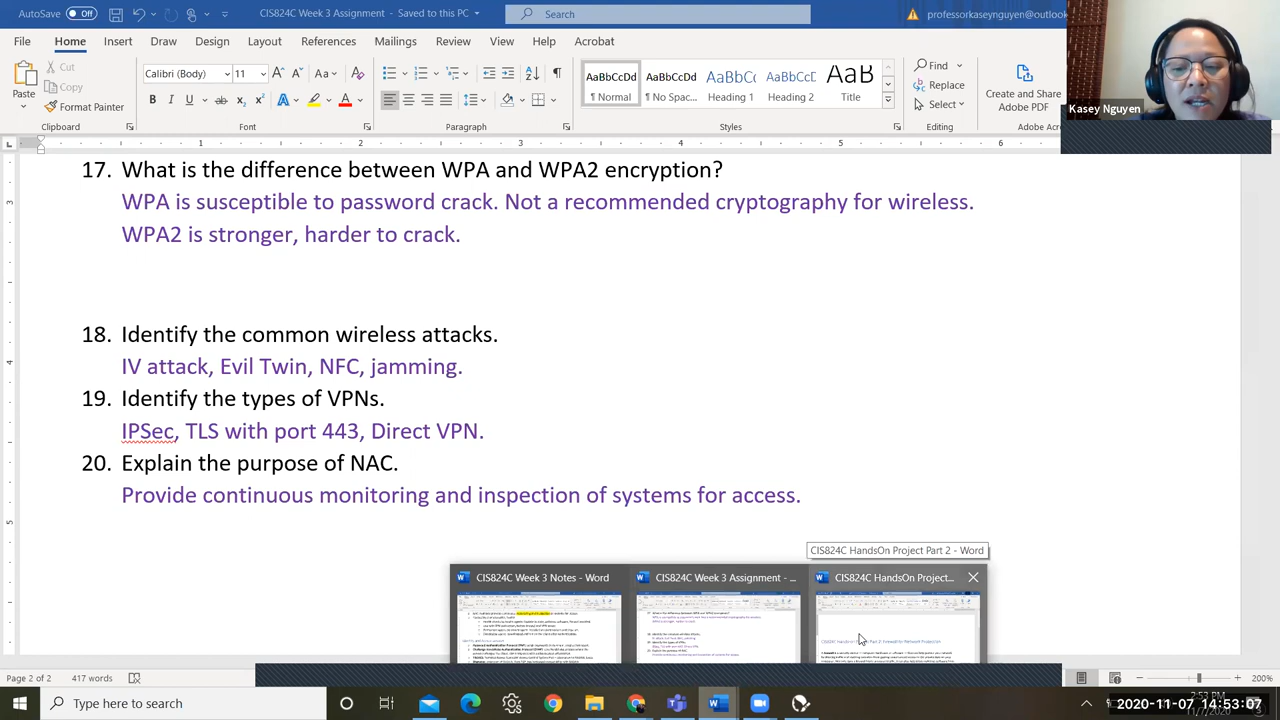 AutoSave Off CIS824C Week 3 Assignment - Saved to this PC Search professorkaseynguyen@outlook
File Home Insert Draw Design Layout References Mailings Review View Help Acrobat
Paste Cut Copy Format Painter
Calibri (Body) 11
AaBbCcDd AaBbCcDd AaBbCc AaBbCcD AaB
¶ Normal ¶ No Spac... Heading 1 Heading 2 Title
Find Replace Select
Create and Share
Adobe PDF
Clipboard Font Paragraph Styles Editing Adobe Acro
Kasey Nguyen
1 2 3 4 5 6
17. What is the difference between WPA and WPA2 encryption?
WPA is susceptible to password crack. Not a recommended cryptography for wireless.
WPA2 is stronger, harder to crack.
18. Identify the common wireless attacks.
IV attack, Evil Twin, NFC, jamming.
19. Identify the types of VPNs.
IPSec, TLS with port 443, Direct VPN.
20. Explain the purpose of NAC.
Provide continuous monitoring and inspection of systems for access.
CIS824C HandsOn Project Part 2 - Word
CIS824C Week 3 Notes - Word CIS824C Week 3 Assignment - ... CIS824C HandsOn Project...
Page 2 of 2 417 words 200%
Type here to search
2020-11-07 14:53:07